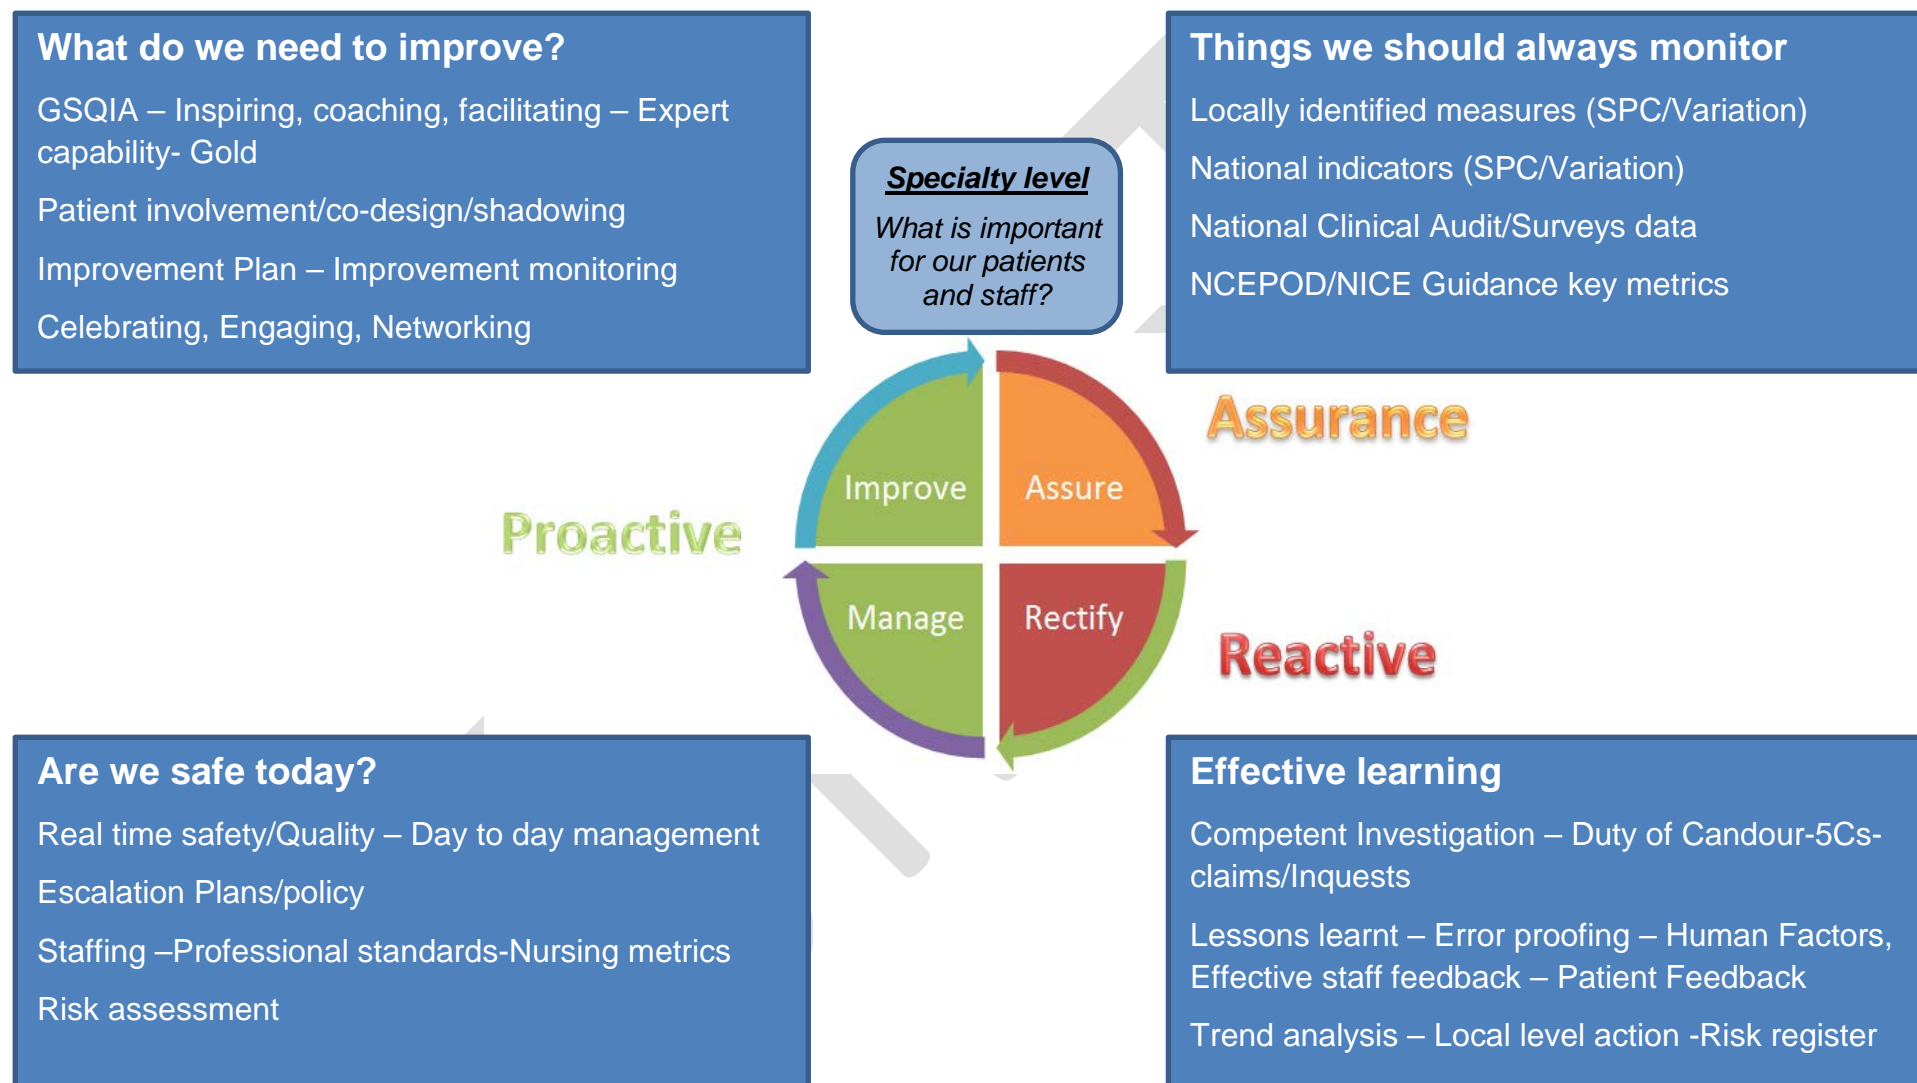 What do we need to improve?
GSQIA – Inspiring, coaching, facilitating – Expert
capability- Gold
Patient involvement/co-design/shadowing
Improvement Plan – Improvement monitoring
Celebrating, Engaging, Networking
Specialty level
What is important
for our patients
and staff?
Things we should always monitor
Locally identified measures (SPC/Variation)
National indicators (SPC/Variation)
National Clinical Audit/Surveys data
NCEPOD/NICE Guidance key metrics
Assurance
Proactive
Improve
Assure
Manage
Rectify
Reactive
Are we safe today?
Real time safety/Quality – Day to day management
Escalation Plans/policy
Staffing –Professional standards-Nursing metrics
Risk assessment
Effective learning
Competent Investigation – Duty of Candour-5Cs-
claims/Inquests
Lessons learnt – Error proofing – Human Factors,
Effective staff feedback – Patient Feedback
Trend analysis – Local level action -Risk register